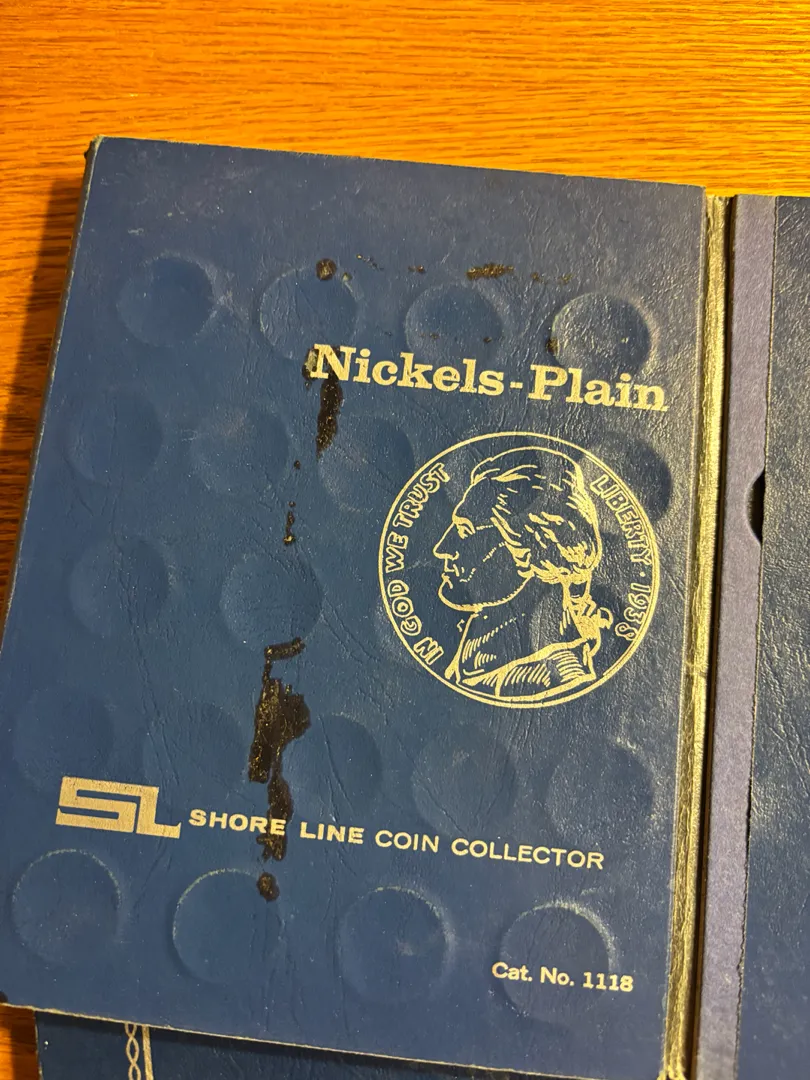 Nickels-Plain
IN GOD WE TRUST
LIBERTY · 1938
SL SHORE LINE COIN COLLECTOR
Cat. No. 1118